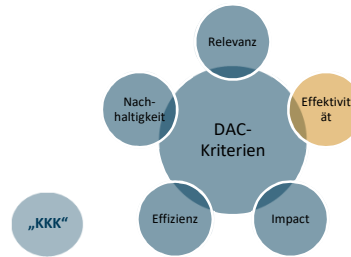 Relevanz
Nach-
haltigkeit
Effektivit
ät
DAC-
Kriterien
Effizienz
Impact
„KKK“